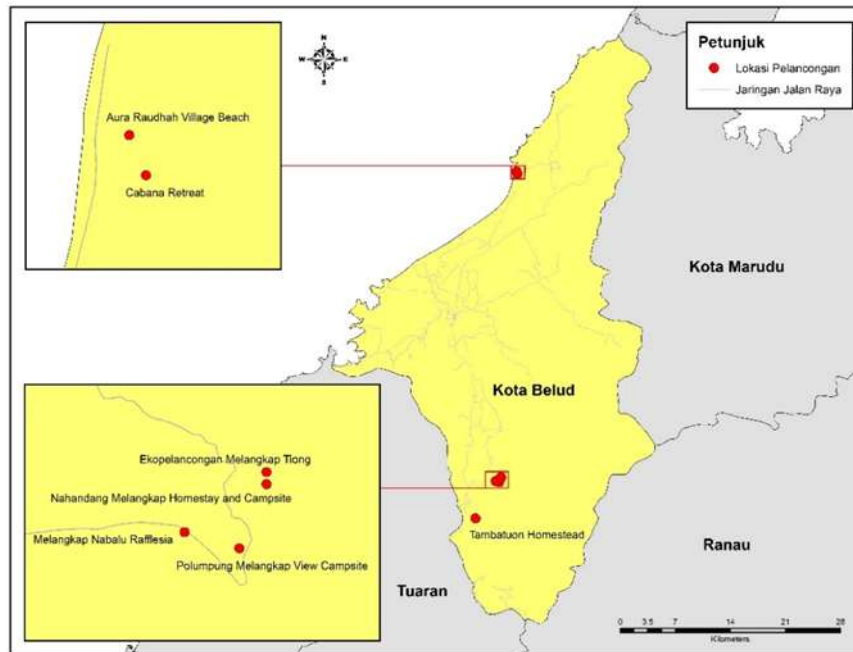 Aura Raudhah Village Beach
Cabana Retreat
N
W E
S
Petunjuk
Lokasi Pelancongan
Jaringan Jalan Raya
Kota Marudu
Kota Belud
Ekopelancongan Melangkap Tiong
Nahandang Melangkap Homestay and Campsite
Melangkap Nabalu Rafflesia
Polumpung Melangkap View Campsite
Tambatuon Homestead
Ranau
Tuaran
0 3.5 7 14 21 28
Kilometers